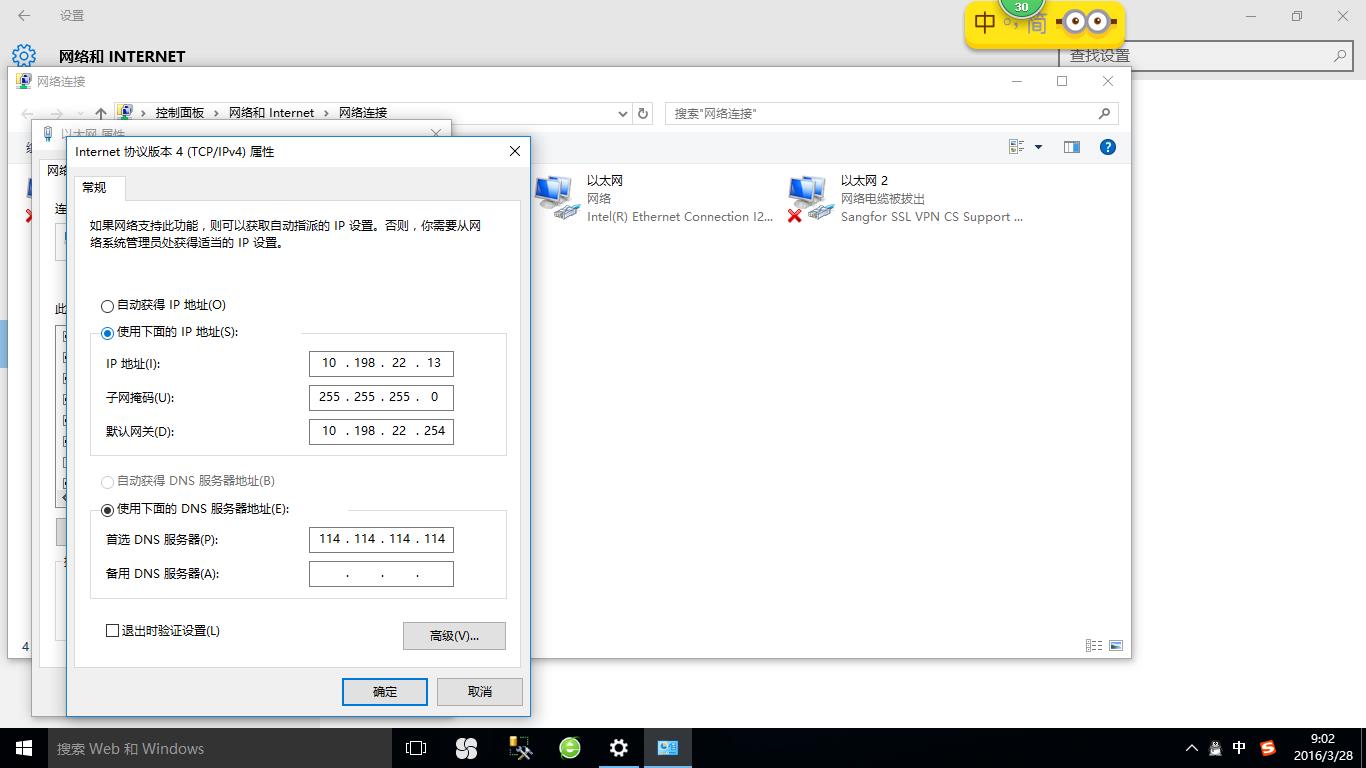 设置
30
中 °， 简
网络和 INTERNET
查找设置
网络连接
控制面板 > 网络和 Internet > 网络连接
搜索"网络连接"
以太网 属性
Internet 协议版本 4 (TCP/IPv4) 属性
常规
如果网络支持此功能，则可以获取自动指派的 IP 设置。否则，你需要从网
络系统管理员处获得适当的 IP 设置。
自动获得 IP 地址(O)
使用下面的 IP 地址(S):
IP 地址(I): 10 . 198 . 22 . 13
子网掩码(U): 255 . 255 . 255 . 0
默认网关(D): 10 . 198 . 22 . 254
自动获得 DNS 服务器地址(B)
使用下面的 DNS 服务器地址(E):
首选 DNS 服务器(P): 114 . 114 . 114 . 114
备用 DNS 服务器(A): . . .
退出时验证设置(L)
高级(V)...
确定
取消
以太网
网络
Intel(R) Ethernet Connection I2...
以太网 2
网络电缆被拔出
Sangfor SSL VPN CS Support ...
网络
连
此
4
搜索 Web 和 Windows
中
9:02
2016/3/28